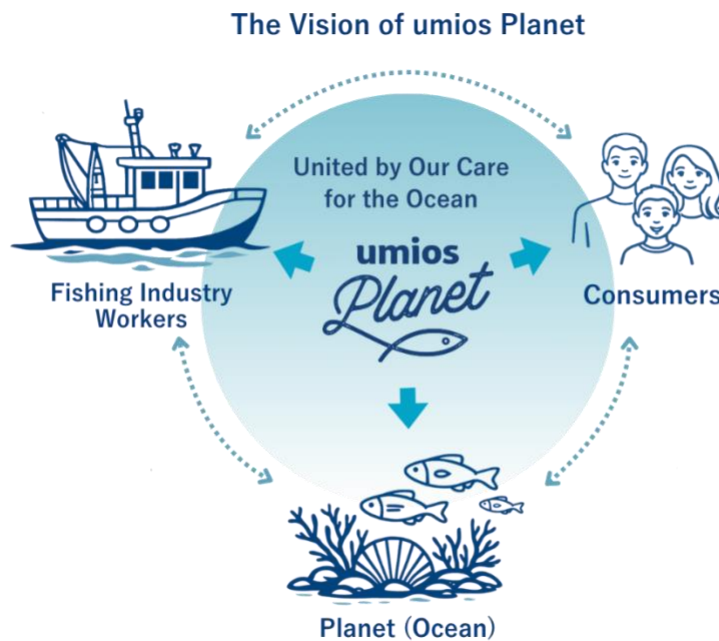 The Vision of umios Planet
United by Our Care
for the Ocean
umios
Planet
Fishing Industry
Workers
Consumers
Planet (Ocean)